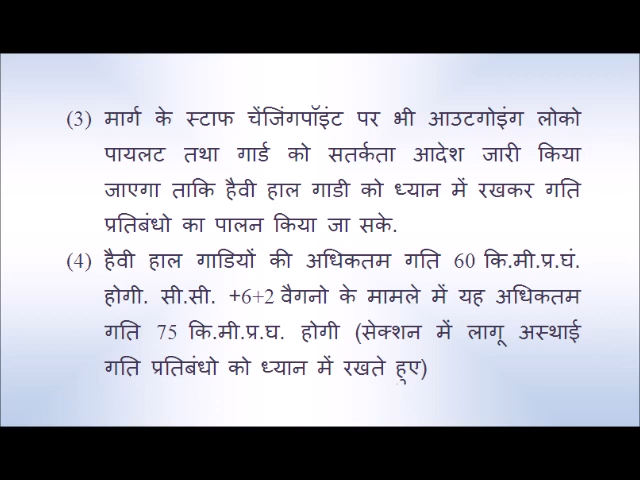 (3) मार्ग के स्टाफ चेंजिंगपॉइंट पर भी आउटगोइंग लोको
पायलट तथा गार्ड को सतर्कता आदेश जारी किया
जाएगा ताकि हैवी हाल गाडी को ध्यान में रखकर गति
प्रतिबंधो का पालन किया जा सके.
(4) हैवी हाल गाडियों की अधिकतम गति 60 कि.मी.प्र.घं.
होगी. सी.सी. +6+2 वैगनो के मामले में यह अधिकतम
गति 75 कि.मी.प्र.घ. होगी (सेक्शन में लागू अस्थाई
गति प्रतिबंधो को ध्यान में रखते हुए)